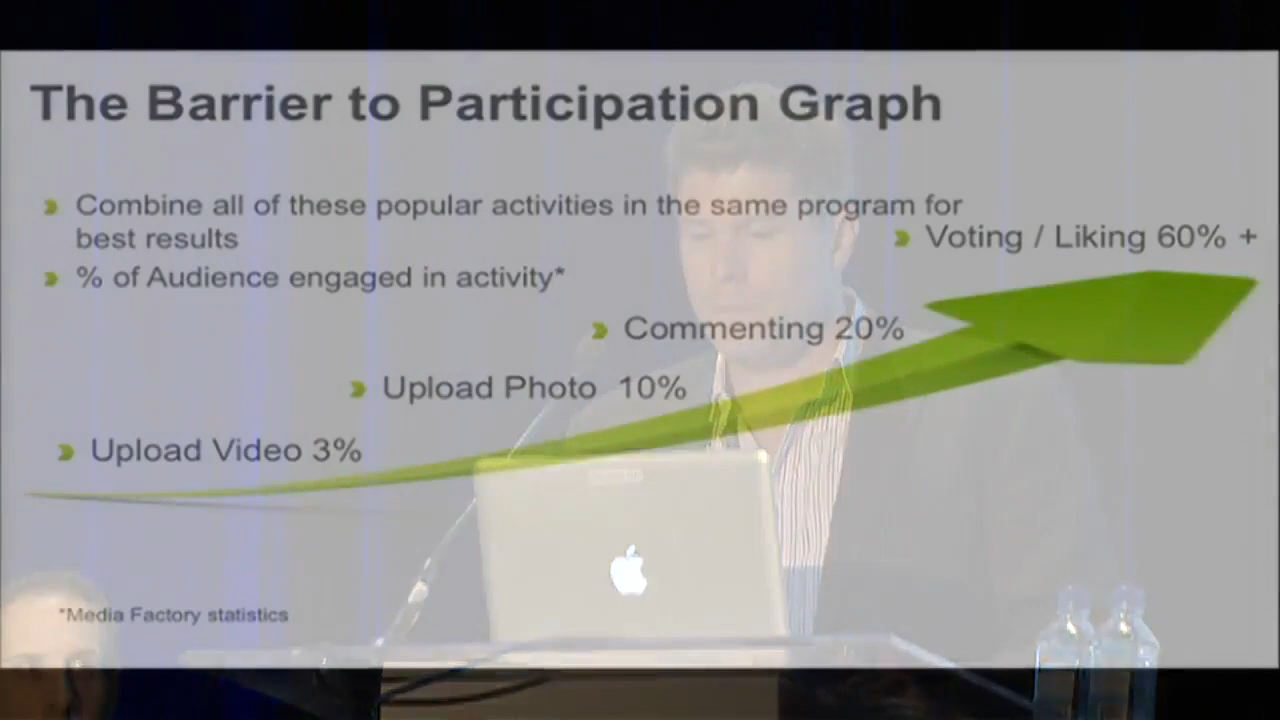 The Barrier to Participation Graph
Combine all of these popular activities in the same program for
best results
Voting / Liking 60% +
% of Audience engaged in activity*
Commenting 20%
Upload Photo 10%
Upload Video 3%
*Media Factory statistics